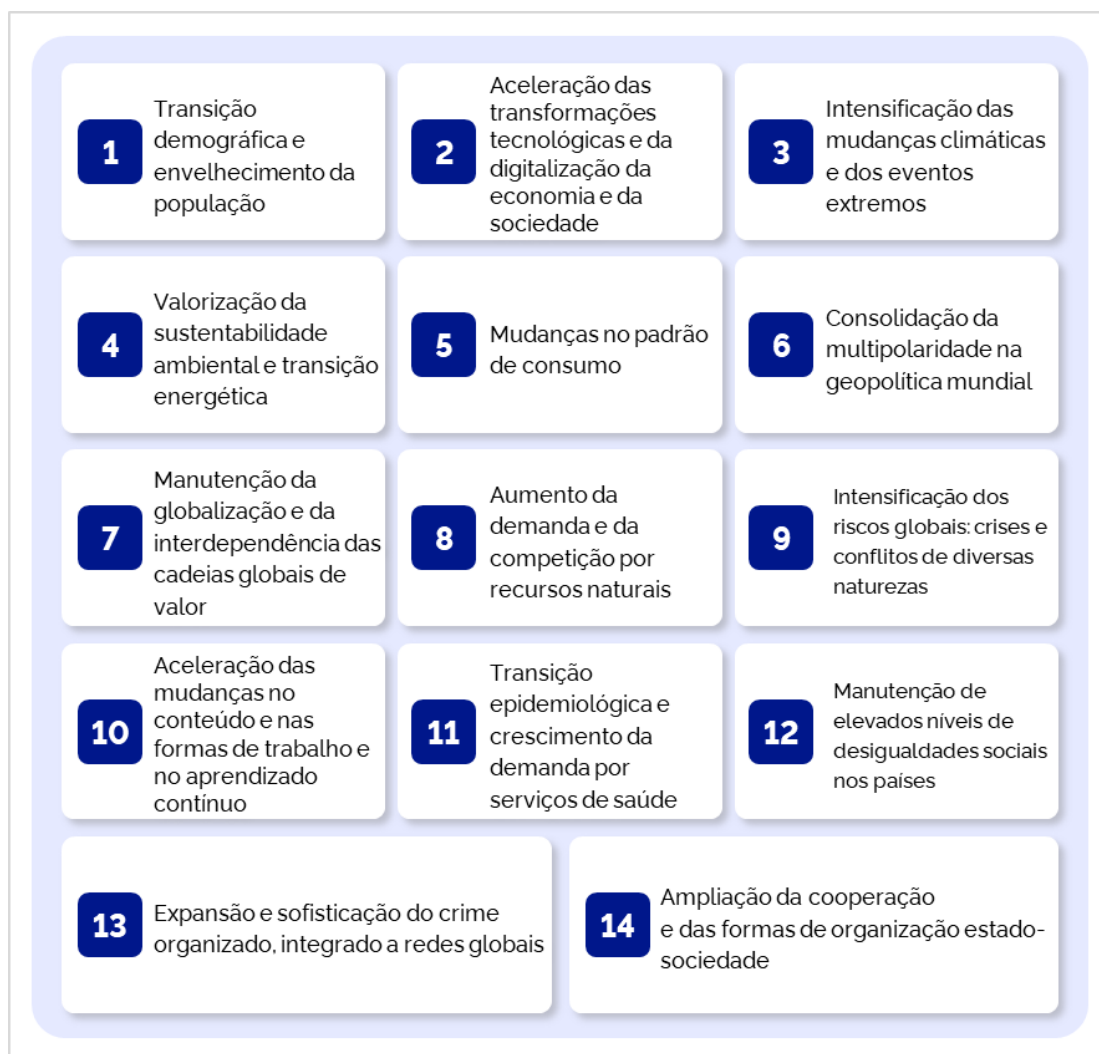 1
Transição
demográfica e
envelhecimento da
população
2
Aceleração das
transformações
tecnológicas e da
digitalização da
economia e da
sociedade
3
Intensificação das
mudanças climáticas
e dos eventos
extremos
4
Valorização da
sustentabilidade
ambiental e transição
energética
5
Mudanças no padrão
de consumo
6
Consolidação da
multipolaridade na
geopolítica mundial
7
Manutenção da
globalização e da
interdependência das
cadeias globais de
valor
8
Aumento da
demanda e da
competição por
recursos naturais
9
Intensificação dos
riscos globais: crises e
conflitos de diversas
naturezas
10
Aceleração das
mudanças no
conteúdo e nas
formas de trabalho e
no aprendizado
contínuo
11
Transição
epidemiológica e
crescimento da
demanda por
serviços de saúde
12
Manutenção de
elevados níveis de
desigualdades sociais
nos países
13
Expansão e sofisticação do crime
organizado, integrado a redes globais
14
Ampliação da cooperação
e das formas de organização estado-
sociedade